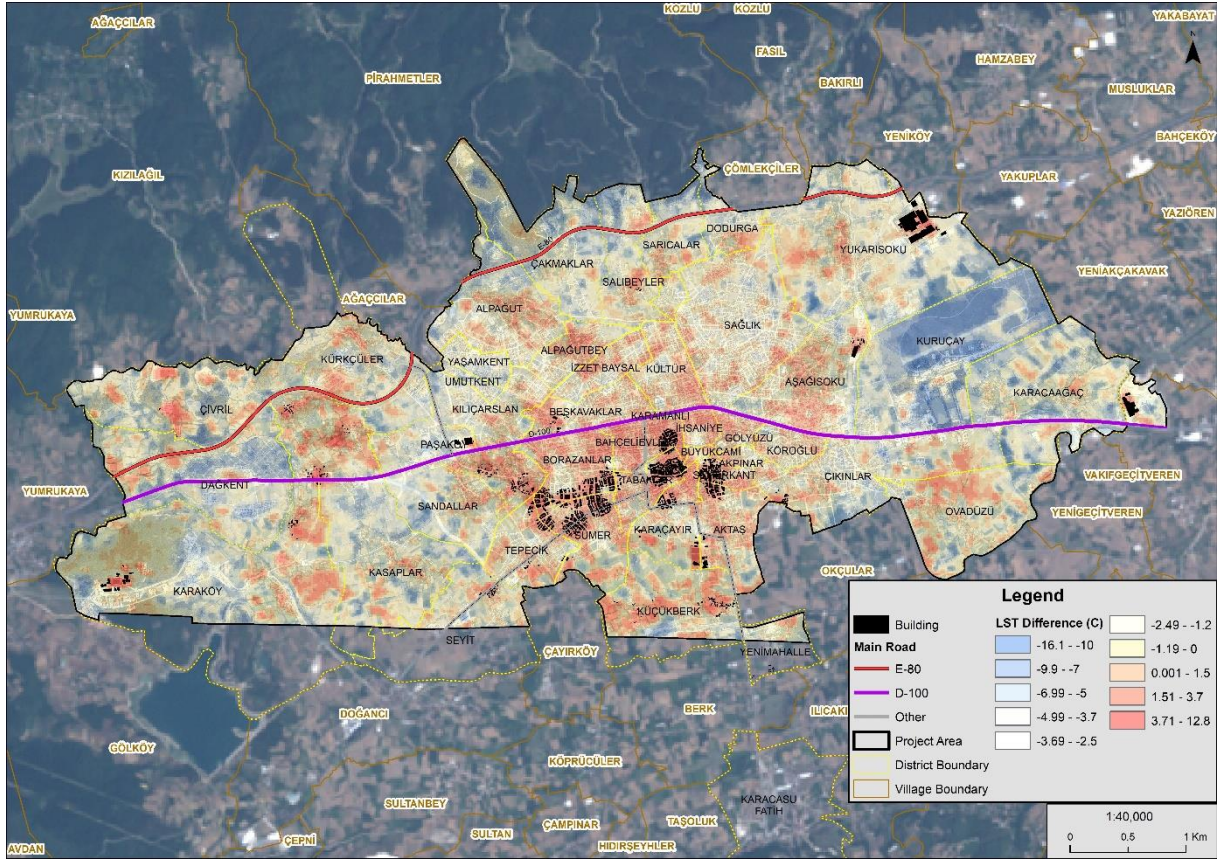 AĞAÇCILAR
KOZLU
KOZLU
YAKABAYAT
FASIL
HAMZABEY
N
PİRAHMETLER
BAKIRLI
MUSLUKLAR
YENİKÖY
BAHÇEKÖY
KIZILAĞIL
ÇÖMLEKÇİLER
YAKUPLAR
YAZIÖREN
DODURGA
E-80
SARICALAR
YUKARISOKU
ÇAKMAKLAR
YENİAKÇAKAVAK
SALIBEYLER
AĞAÇCILAR
ALPAĞUT
YUMRUKAYA
SAĞLIK
KURUÇAY
ALPAĞUTBEY
KÜRKÇÜLER
YAŞAMKENT
İZZET BAYSAL
KÜLTÜR
AŞAĞISOKU
UMUTKENT
KARACAAĞAÇ
ÇİVRİL
KILIÇARSLAN
BEŞKAVAKLAR
KARAMANLI
D-100
İHSANİYE
PAŞAKÖY
BAHÇELİEVLER
GÖLYÜZÜ
BORAZANLAR
BÜYÜKCAMİ
KÖROĞLU
AKPINAR
VAKIFGEÇİTVEREN
DAĞKENT
ÇIKINLAR
YUMRUKAYA
SANDALLAR
OVADÜZÜ
YENİGEÇİTVEREN
KARAÇAYIR
AKTAŞ
SÜMER
TEPECİK
KASAPLAR
OKÇULAR
KARAKÖY
KÜÇÜKBERK
SEYİT
ÇAYIRKÖY
YENİMAHALLE
DOĞANCI
BERK
ILICAKI
GÖLKÖY
KÖPRÜCÜLER
SULTANBEY
KARACASU
FATİH
ÇAMPINAR
TAŞOLUK
SULTAN
ÇEPNİ
HIDIRŞEYHLER
AVDAN
Legend
Building
Main Road
E-80
D-100
Other
Project Area
District Boundary
Village Boundary
LST Difference (C)
-16.1 - -10
-9.9 - -7
-6.99 - -5
-4.99 - -3.7
-3.69 - -2.5
-2.49 - -1.2
-1.19 - 0
0.001 - 1.5
1.51 - 3.7
3.71 - 12.8
1:40,000
0 0.5 1 Km